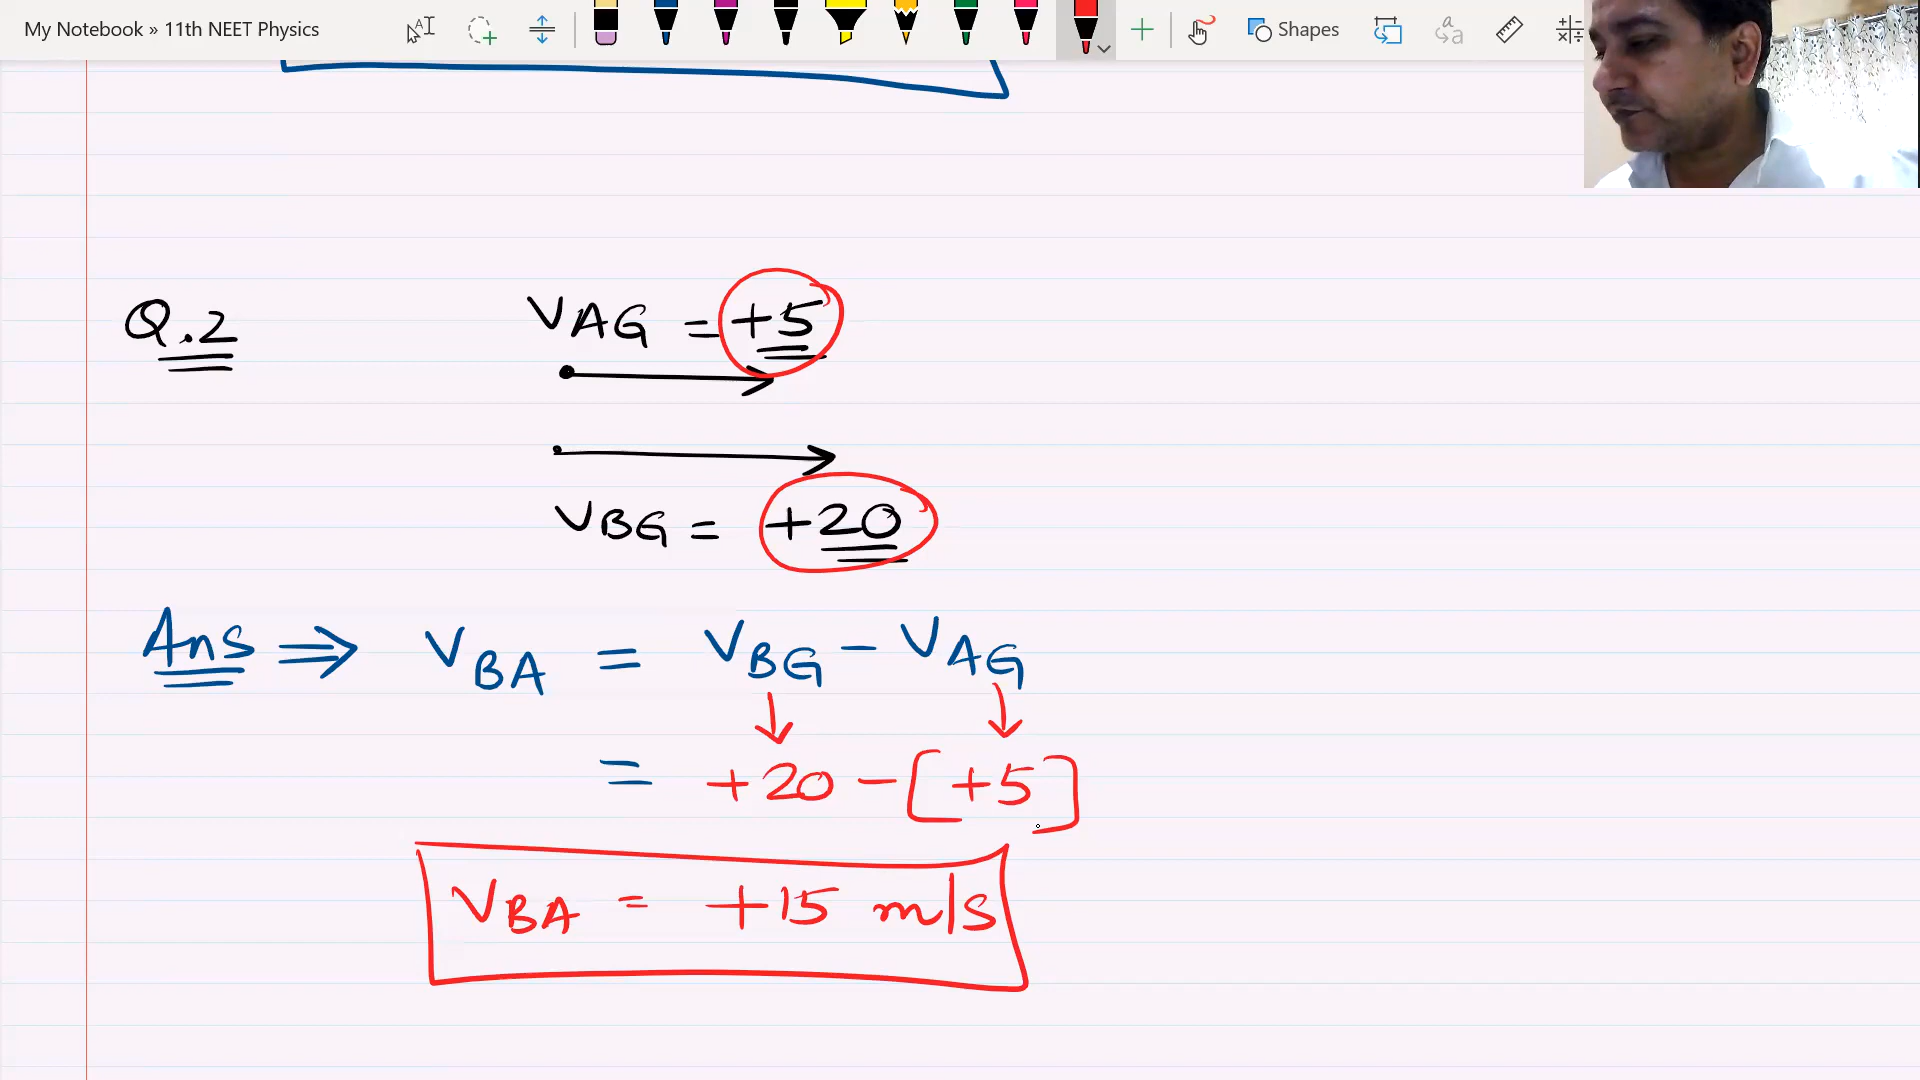 My Notebook » 11th NEET Physics
Shapes
Q.2
VAG = +5
VBG = +20
Ans ⇒ VBA = VBG - VAG
= +20 - [+5]
VBA = +15 m/s